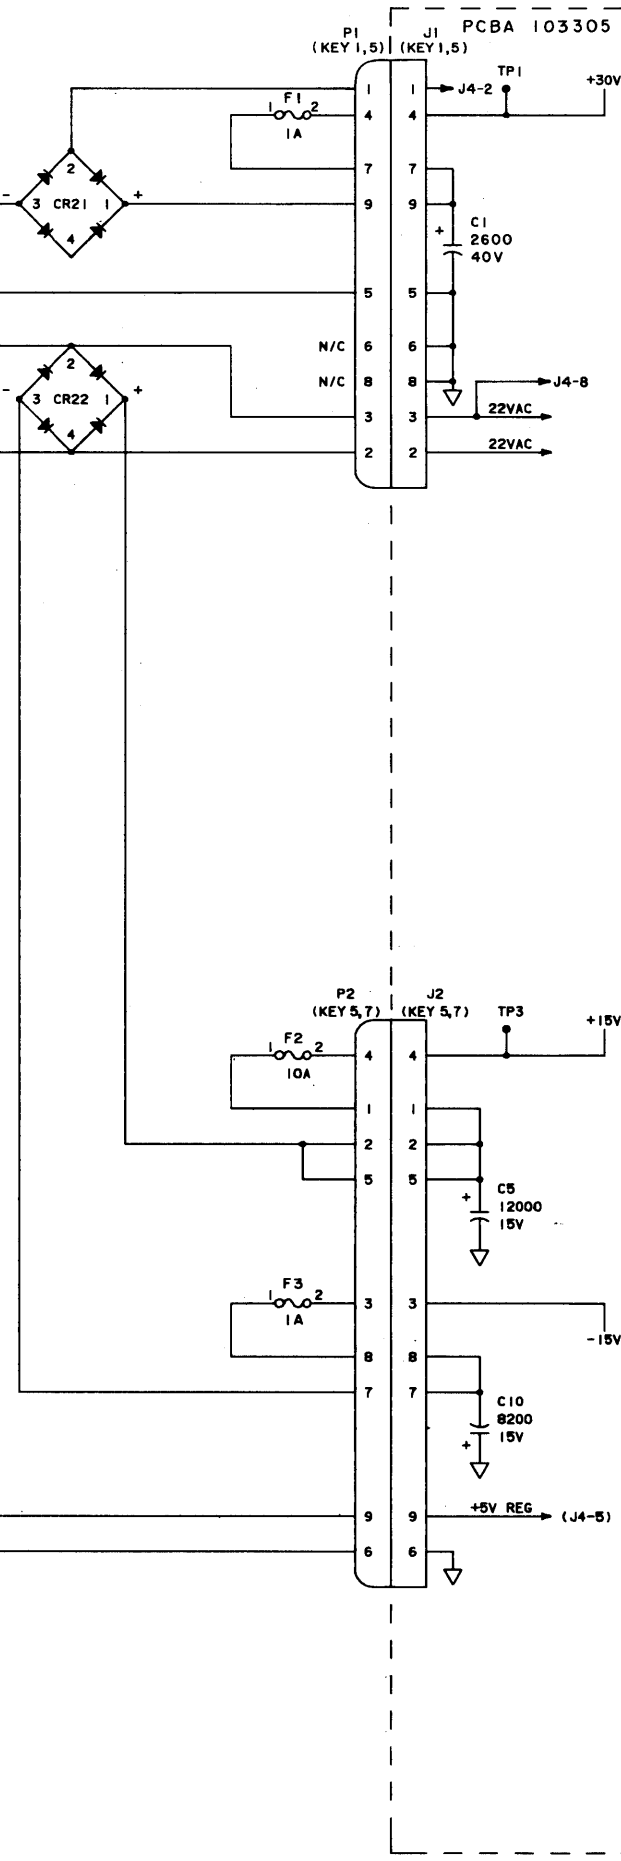 PCBA 103305
P1 J1
(KEY 1,5) (KEY 1,5)
TP1
+30V
1 1 J4-2
F1
1 2
1A
4 4
7 7
2
- 3 CR21 1 +
4
9 9
C1
+ 2600
40V
5 5
N/C 6 6
N/C 8 8
J4-8
2
- 3 CR22 1 +
4
3 3 22VAC
2 2 22VAC
P2 J2
(KEY 5,7) (KEY 5,7)
TP3
+15V
F2
1 2
10A
4 4
1 1
2 2
5 5
C5
+ 12000
15V
F3
1 2
1A
3 3
-15V
8 8
7 7
C10
8200
+ 15V
9 9 +5V REG (J4-5)
6 6